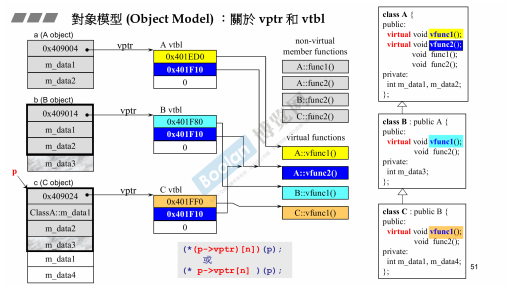 對象模型 (Object Model) ：關於 vptr 和 vtbl
a (A object)
0x409004
m_data1
m_data2
vptr
A vtbl
0x401ED0
0x401F10
0
b (B object)
0x409014
m_data1
m_data2
m_data3
vptr
B vtbl
0x401F80
0x401F10
0
p
c (C object)
0x409024
ClassA::m_data1
m_data2
m_data3
m_data1
m_data4
vptr
C vtbl
0x401FF0
0x401F10
0
non-virtual
member functions
A::func1()
A::func2()
B::func2()
C::func2()
virtual functions
A::vfunc1()
A::vfunc2()
B::vfunc1()
C::vfunc1()
(*(p->vptr)[n])(p);
或
(* p->vptr[n] )(p);
class A {
public:
virtual void vfunc1();
virtual void vfunc2();
void func1();
void func2();
private:
int m_data1, m_data2;
};
class B : public A {
public:
virtual void vfunc1();
void func2();
private:
int m_data3;
};
class C : public B {
public:
virtual void vfunc1();
void func2();
private:
int m_data1, m_data4;
};
Boolan 博览网
51